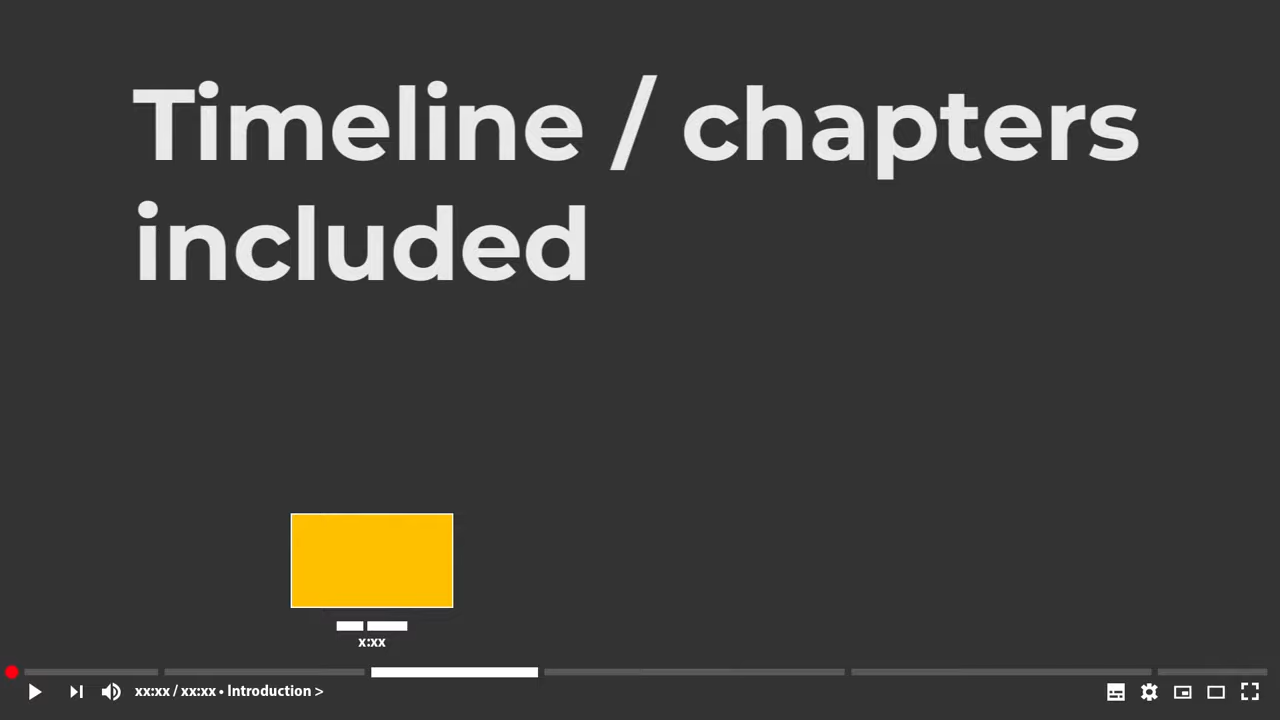 Timeline / chapters
included
x:xx
xx:xx / xx:xx • Introduction >